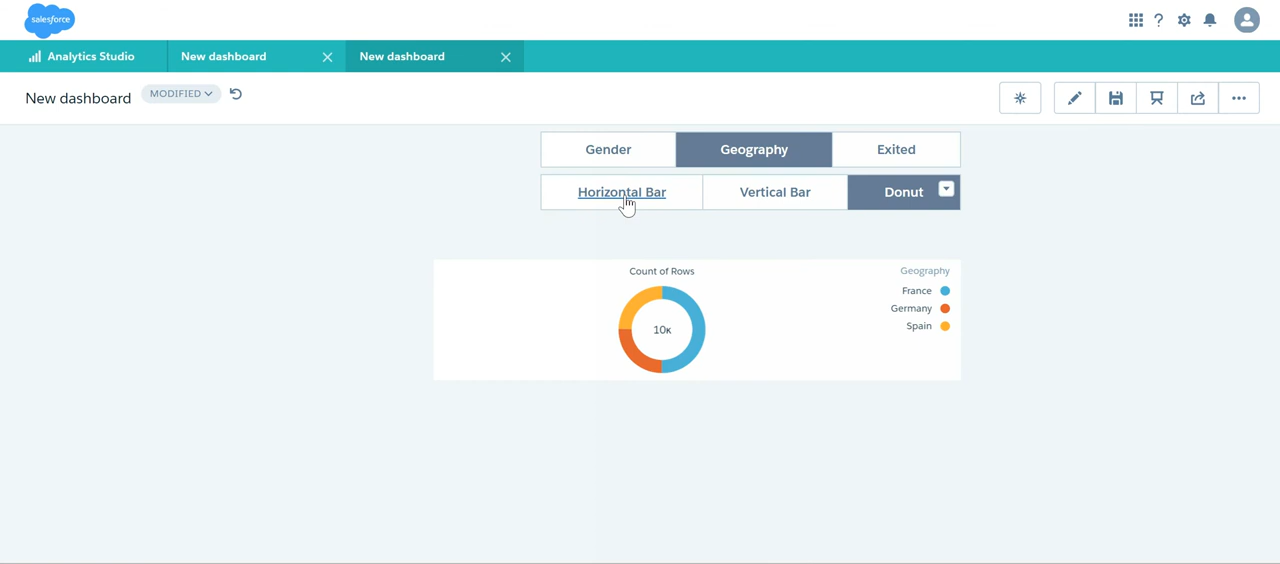 salesforce
?
Analytics Studio
New dashboard
New dashboard
New dashboard
MODIFIED
Gender
Geography
Exited
Horizontal Bar
Vertical Bar
Donut
Count of Rows
10K
Geography
France
Germany
Spain